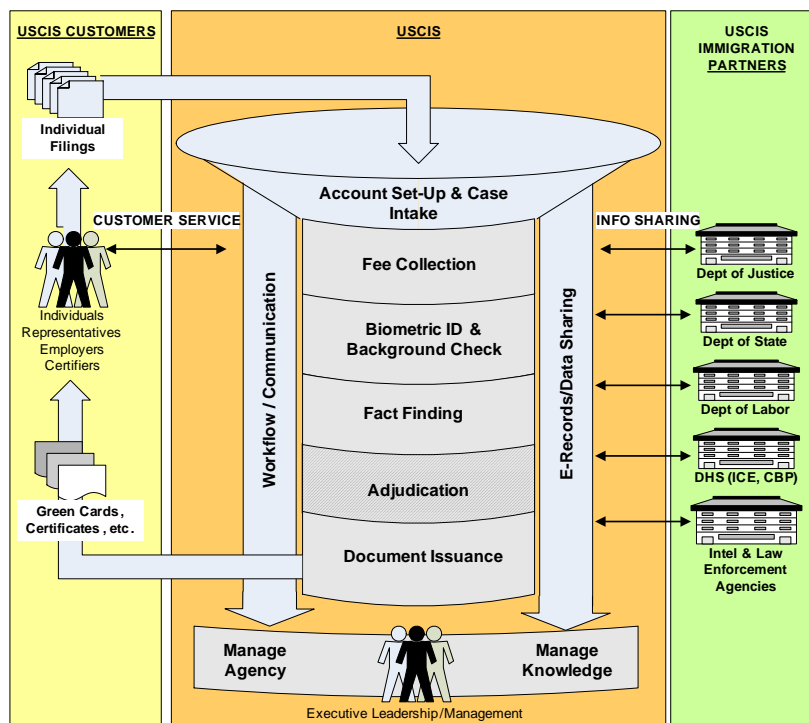 USCIS CUSTOMERS
Individual
Filings
CUSTOMER SERVICE
Individuals
Representatives
Employers
Certifiers
Green Cards,
Certificates, etc.
USCIS
Account Set-Up & Case
Intake
Fee Collection
Biometric ID &
Background Check
Fact Finding
Adjudication
Document Issuance
Workflow / Communication
E-Records/Data Sharing
Manage
Agency
Manage
Knowledge
Executive Leadership/Management
USCIS
IMMIGRATION
PARTNERS
INFO SHARING
Dept of Justice
Dept of State
Dept of Labor
DHS (ICE, CBP)
Intel & Law
Enforcement
Agencies